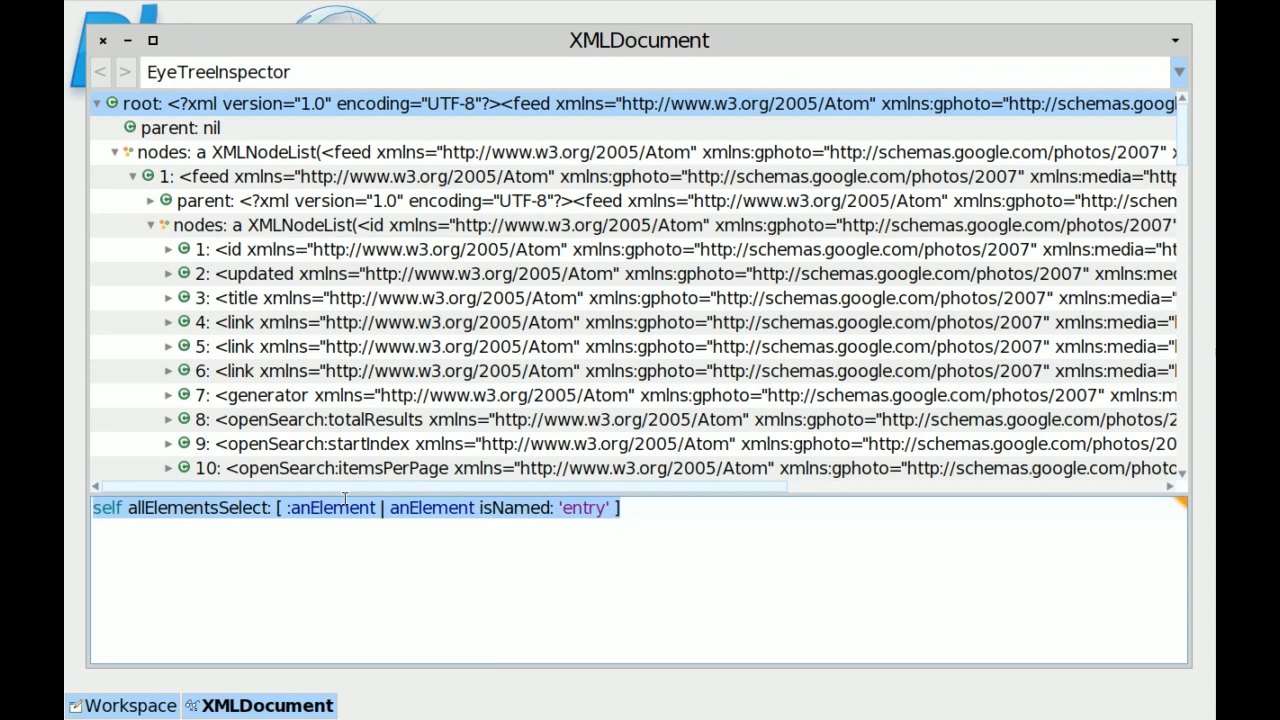 XMLDocument
EyeTreeInspector
root: <?xml version="1.0" encoding="UTF-8"?><feed xmlns="http://www.w3.org/2005/Atom" xmlns:gphoto="http://schemas.goog
parent: nil
nodes: a XMLNodeList(<feed xmlns="http://www.w3.org/2005/Atom" xmlns:gphoto="http://schemas.google.com/photos/2007" x
1: <feed xmlns="http://www.w3.org/2005/Atom" xmlns:gphoto="http://schemas.google.com/photos/2007" xmlns:media="http
parent: <?xml version="1.0" encoding="UTF-8"?><feed xmlns="http://www.w3.org/2005/Atom" xmlns:gphoto="http://schem
nodes: a XMLNodeList(<id xmlns="http://www.w3.org/2005/Atom" xmlns:gphoto="http://schemas.google.com/photos/2007"
1: <id xmlns="http://www.w3.org/2005/Atom" xmlns:gphoto="http://schemas.google.com/photos/2007" xmlns:media="ht
2: <updated xmlns="http://www.w3.org/2005/Atom" xmlns:gphoto="http://schemas.google.com/photos/2007" xmlns:med
3: <title xmlns="http://www.w3.org/2005/Atom" xmlns:gphoto="http://schemas.google.com/photos/2007" xmlns:media="
4: <link xmlns="http://www.w3.org/2005/Atom" xmlns:gphoto="http://schemas.google.com/photos/2007" xmlns:media="
5: <link xmlns="http://www.w3.org/2005/Atom" xmlns:gphoto="http://schemas.google.com/photos/2007" xmlns:media="
6: <link xmlns="http://www.w3.org/2005/Atom" xmlns:gphoto="http://schemas.google.com/photos/2007" xmlns:media="
7: <generator xmlns="http://www.w3.org/2005/Atom" xmlns:gphoto="http://schemas.google.com/photos/2007" xmlns:m
8: <openSearch:totalResults xmlns="http://www.w3.org/2005/Atom" xmlns:gphoto="http://schemas.google.com/photos/2
9: <openSearch:startIndex xmlns="http://www.w3.org/2005/Atom" xmlns:gphoto="http://schemas.google.com/photos/20
10: <openSearch:itemsPerPage xmlns="http://www.w3.org/2005/Atom" xmlns:gphoto="http://schemas.google.com/photo
self allElementsSelect: [ :anElement | anElement isNamed: 'entry' ]
Workspace XMLDocument